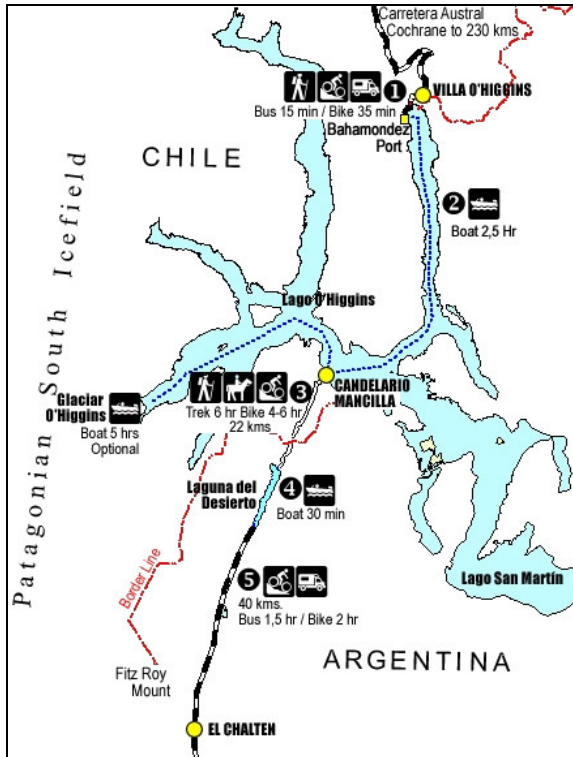 Carretera Austral
Cochrane to 230 kms
1
VILLA O'HIGGINS
Bus 15 min / Bike 35 min
Bahamondez
Port
CHILE
2
Boat 2,5 Hr
Patagonian South Icefield
Lago O'Higgins
Glaciar
O'Higgins
Boat 5 hrs
Optional
3
CANDELARIO
MANCILLA
Trek 6 hr Bike 4-6 hr
22 kms
Laguna del
Desierto
4
Boat 30 min
Lago San Martín
Border Line
5
40 kms.
Bus 1,5 hr / Bike 2 hr
ARGENTINA
Fitz Roy
Mount
EL CHALTEN